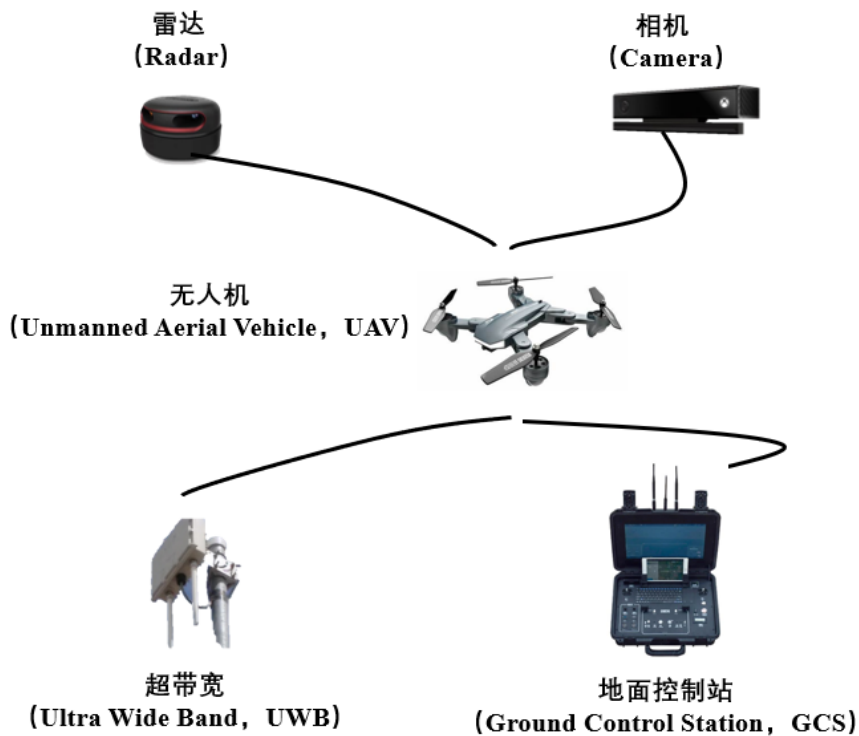 雷达
（Radar）
相机
（Camera）
无人机
（Unmanned Aerial Vehicle，UAV）
超带宽
（Ultra Wide Band，UWB）
地面控制站
（Ground Control Station，GCS）